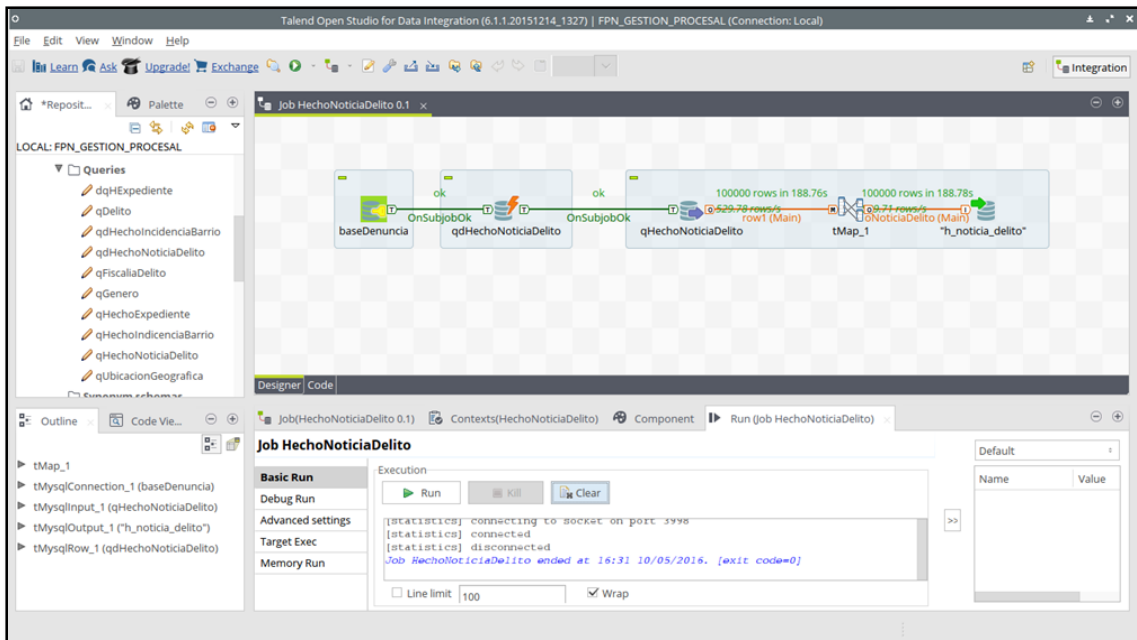 Talend Open Studio for Data Integration (6.1.1.20151214_1327) | FPN_GESTION_PROCESAL (Connection: Local)
File Edit View Window Help
Learn Ask Upgrade! Exchange Integration
*Reposit... Palette
LOCAL: FPN_GESTION_PROCESAL
Queries
dqHExpediente
qDelito
qdHechoIncidenciaBarrio
qdHechoNoticiaDelito
qFiscaliaDelito
qGenero
qHechoExpediente
qHechoIndicenciaBarrio
qHechoNoticiaDelito
qUbicacionGeografica
Synonym schemas
Job HechoNoticiaDelito 0.1
ok ok 100000 rows in 188.76s 100000 rows in 188.78s
529.78 rows/s 9.71 rows/s
OnSubjobOk OnSubjobOk row1 (Main) oNoticiaDelito (Main)
baseDenuncia qdHechoNoticiaDelito qHechoNoticiaDelito tMap_1 "h_noticia_delito"
Designer Code
Outline Code Vie...
tMap_1
tMysqlConnection_1 (baseDenuncia)
tMysqlInput_1 (qHechoNoticiaDelito)
tMysqlOutput_1 ("h_noticia_delito")
tMysqlRow_1 (qdHechoNoticiaDelito)
Job(HechoNoticiaDelito 0.1) Contexts(HechoNoticiaDelito) Component Run (Job HechoNoticiaDelito)
Job HechoNoticiaDelito
Basic Run
Debug Run
Advanced settings
Target Exec
Memory Run
Execution
Run Kill Clear
[statistics] connecting to socket on port 3998
[statistics] connected
[statistics] disconnected
Job HechoNoticiaDelito ended at 16:31 10/05/2016. [exit code=0]
Line limit 100 Wrap
>>
Default
Name Value